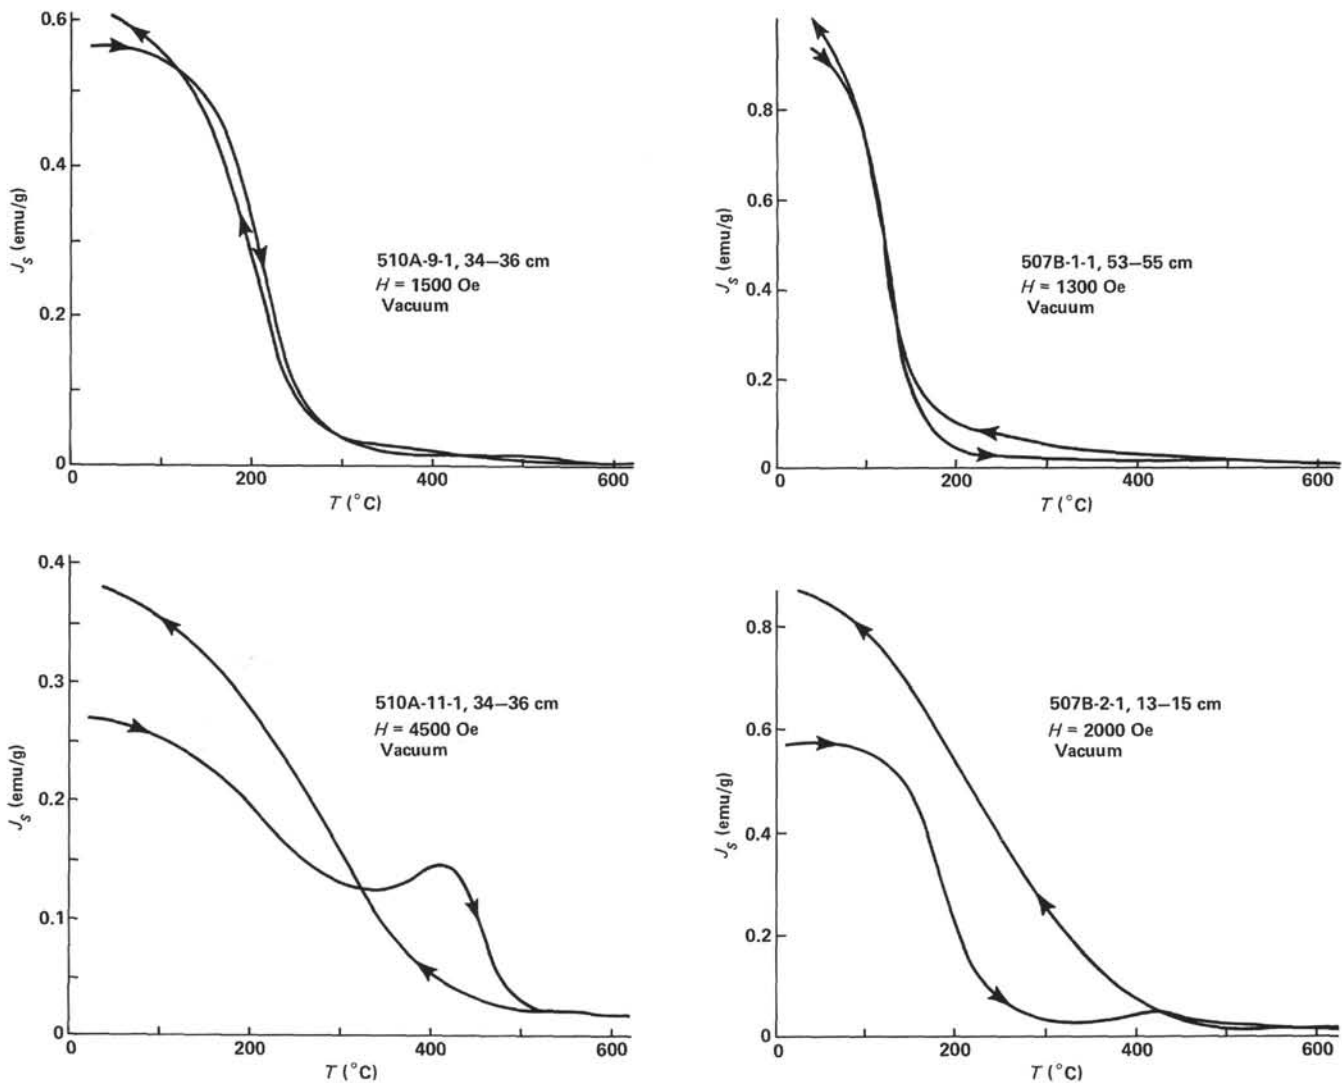 0.6
0.4
0.2
0
J_s (emu/g)
510A-9-1, 34–36 cm
H = 1500 Oe
Vacuum
0 200 400 600
T (°C)
0.8
0.6
0.4
0.2
0
J_s (emu/g)
507B-1-1, 53–55 cm
H = 1300 Oe
Vacuum
0 200 400 600
T (°C)
0.4
0.3
0.2
0.1
0
J_s (emu/g)
510A-11-1, 34–36 cm
H = 4500 Oe
Vacuum
0 200 400 600
T (°C)
0.8
0.6
0.4
0.2
0
J_s (emu/g)
507B-2-1, 13–15 cm
H = 2000 Oe
Vacuum
0 200 400 600
T (°C)